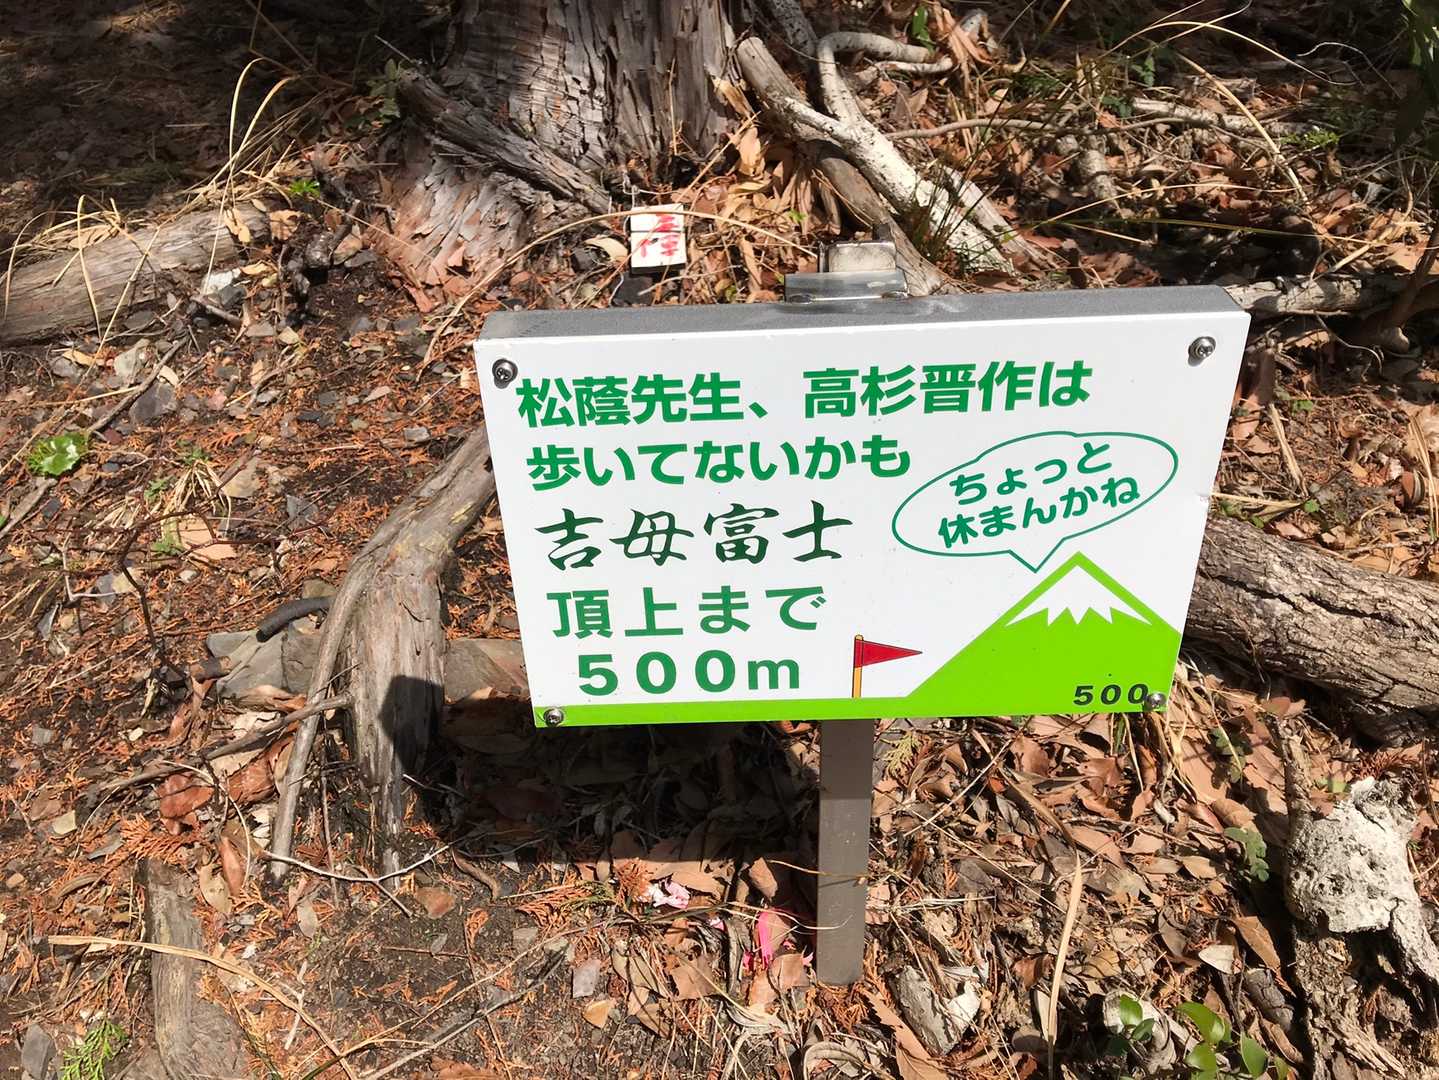 松蔭先生、高杉晋作は
歩いてないかも
吉母富士
頂上まで
500m
ちょっと
休まんかね
500